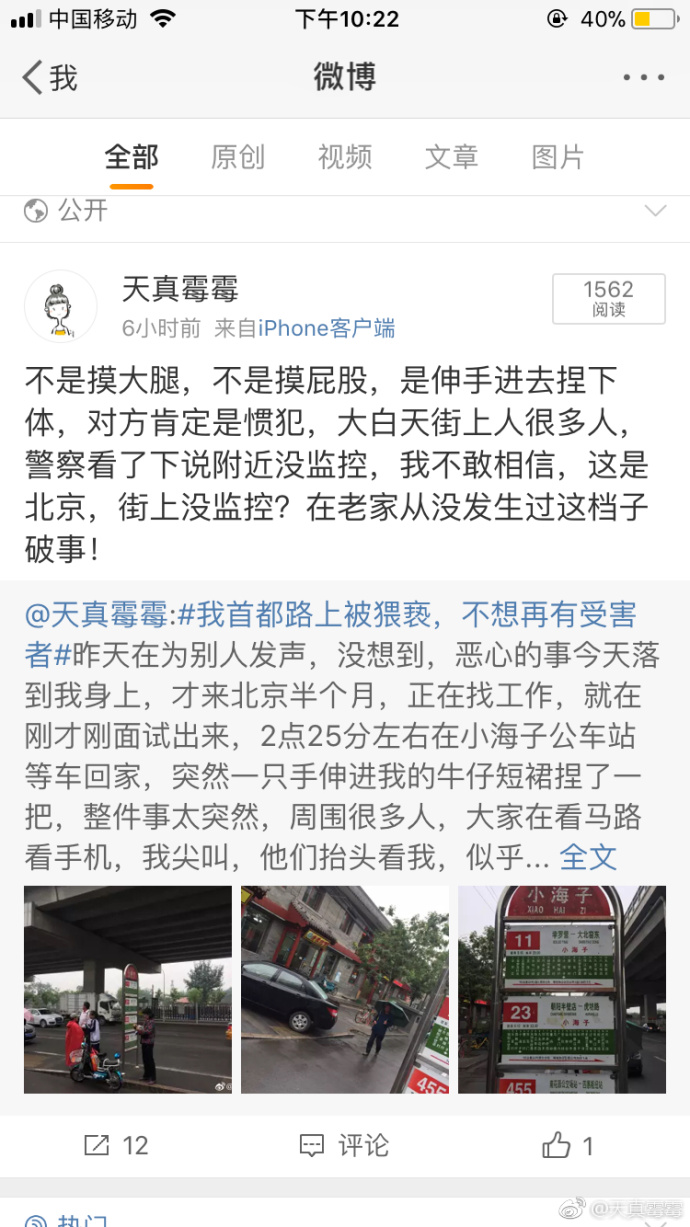 中国移动 下午10:22 40%
我 微博
全部 原创 视频 文章 图片
公开
天真霉霉
6小时前 来自iPhone客户端
1562
阅读
不是摸大腿，不是摸屁股，是伸手进去捏下
体，对方肯定是惯犯，大白天街上人很多人，
警察看了下说附近没监控，我不敢相信，这是
北京，街上没监控？在老家从没发生过这档子
破事！
@天真霉霉:#我首都路上被猥亵，不想再有受害
者#昨天在为别人发声，没想到，恶心的事今天落
到我身上，才来北京半个月，正在找工作，就在
刚才刚面试出来，2点25分左右在小海子公车站
等车回家，突然一只手伸进我的牛仔短裙捏了一
把，整件事太突然，周围很多人，大家在看马路
看手机，我尖叫，他们抬头看我，似乎... 全文
455
小海子
XIAO HAI ZI
11
小海子
23
小海子
455
12 评论 1
热门
@天真霉霉